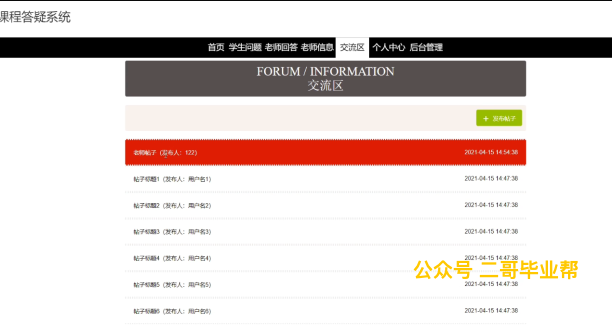 课程答疑系统
首页 学生问题 老师回答 老师信息 交流区 个人中心 后台管理
FORUM / INFORMATION
交流区
+ 发布帖子
老师帖子（发布人：122） 2021-04-15 14:54:38
帖子标题1（发布人：用户名1） 2021-04-15 14:47:38
帖子标题2（发布人：用户名2） 2021-04-15 14:47:38
帖子标题3（发布人：用户名3） 2021-04-15 14:47:38
帖子标题4（发布人：用户名4） 2021-04-15 14:47:38
公众号 二哥毕业帮
帖子标题5（发布人：用户名5） 2021-04-15 14:47:38
帖子标题6（发布人：用户名6） 2021-04-15 14:47:38